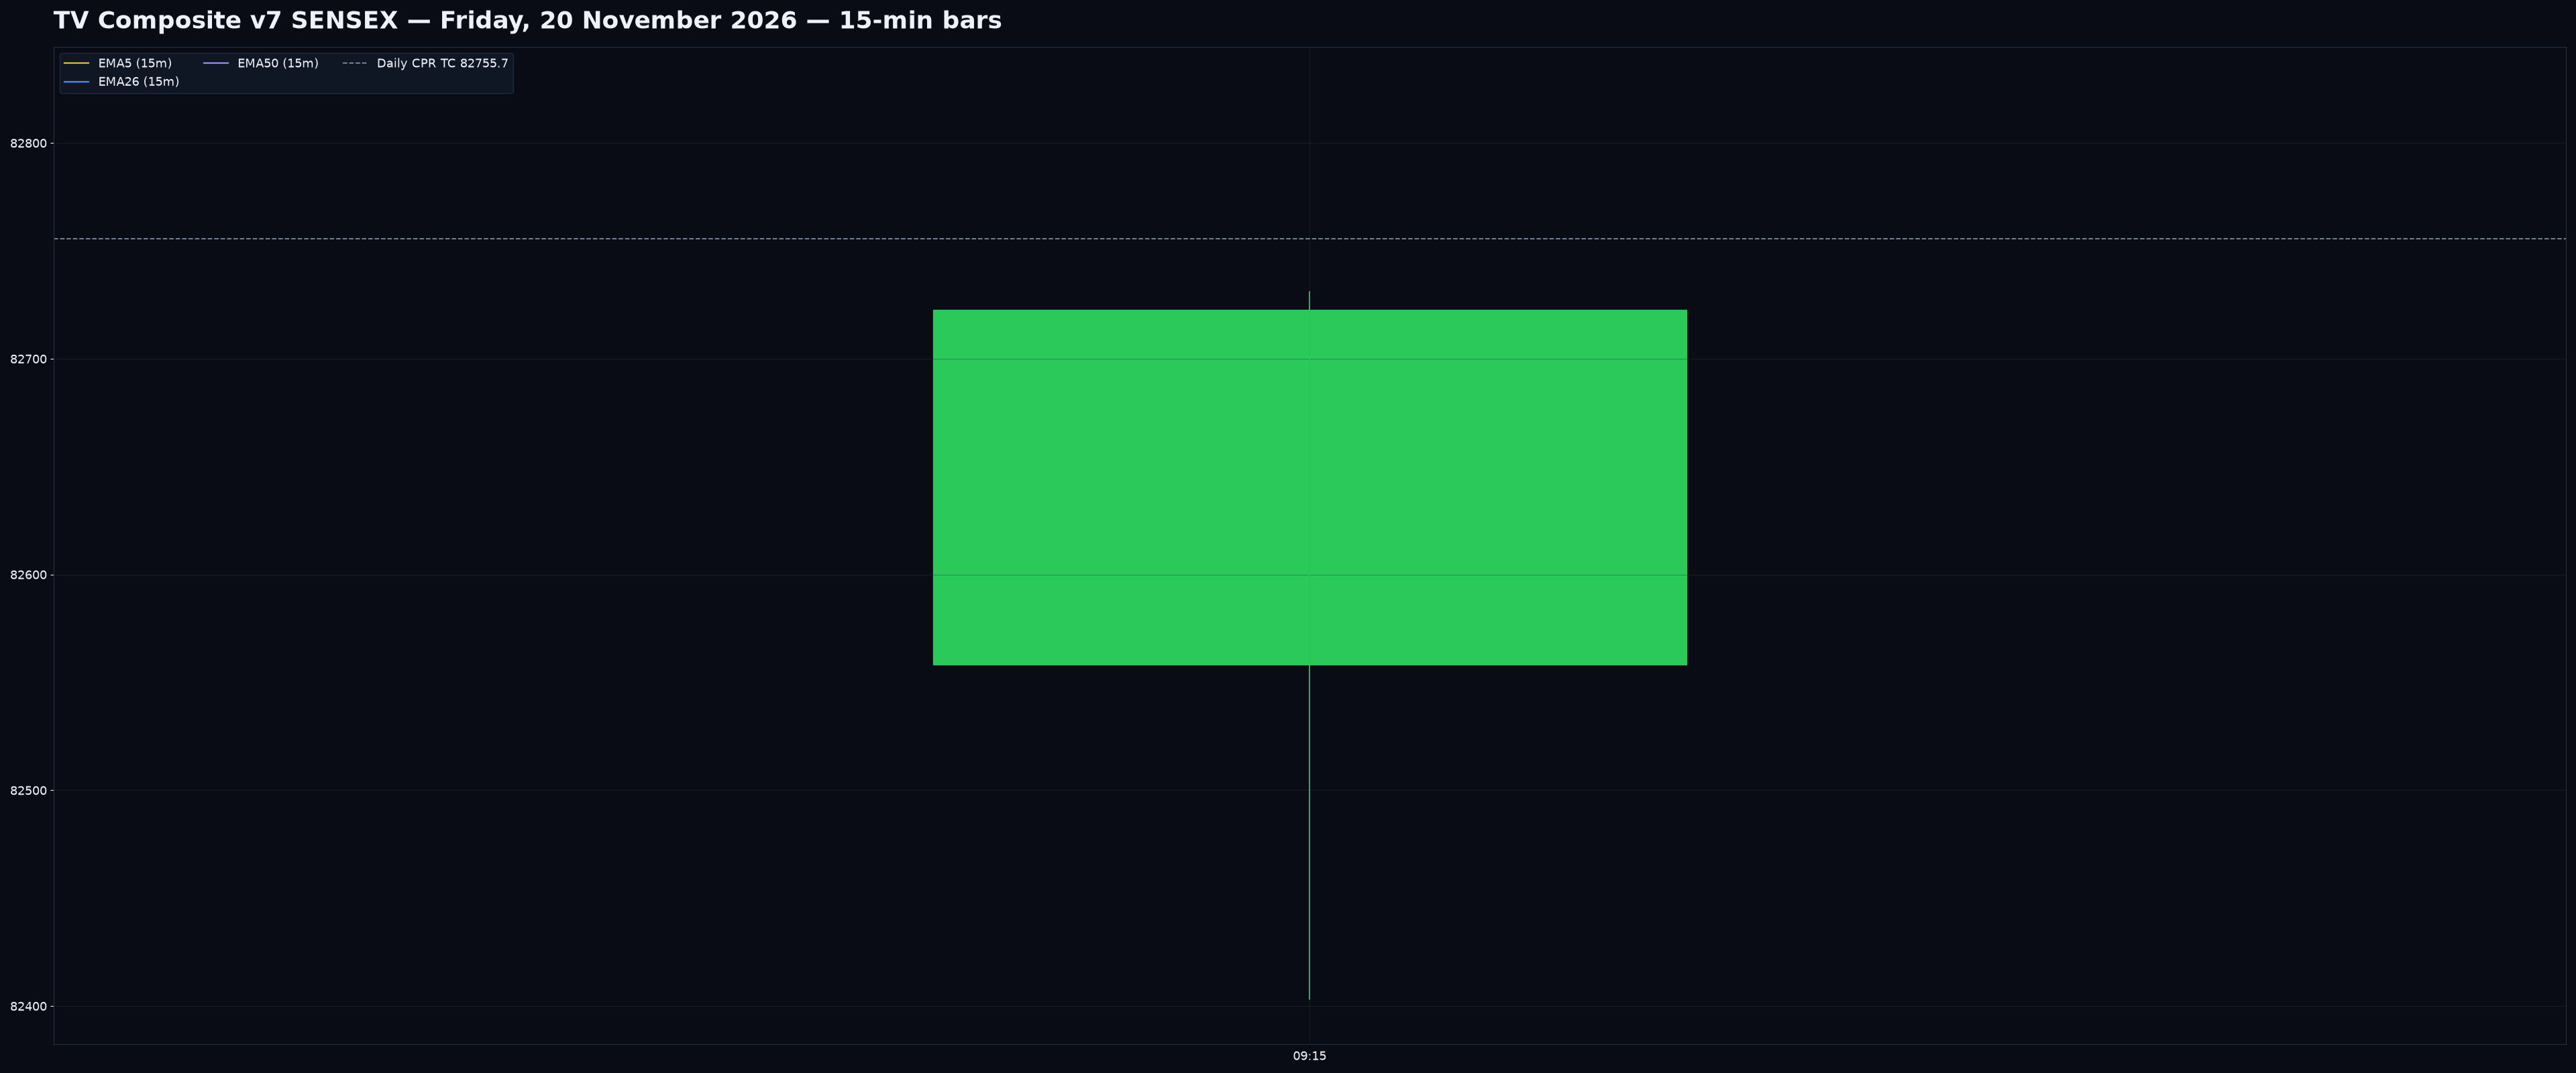 TV Composite v7 SENSEX — Friday, 20 November 2026 — 15-min bars
EMA5 (15m) EMA50 (15m) Daily CPR TC 82755.7
EMA26 (15m)
82800
82700
82600
82500
82400
09:15